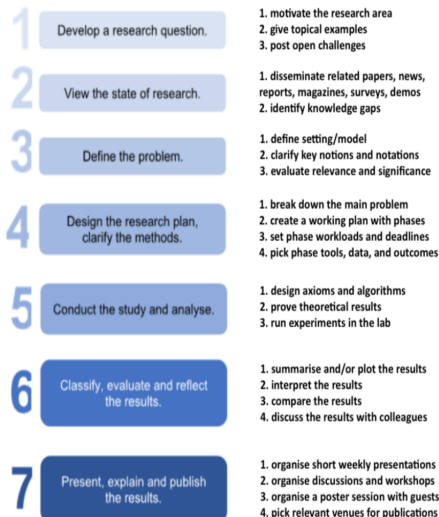 1
Develop a research question.
1. motivate the research area
2. give topical examples
3. post open challenges
2
View the state of research.
1. disseminate related papers, news,
reports, magazines, surveys, demos
2. identify knowledge gaps
3
Define the problem.
1. define setting/model
2. clarify key notions and notations
3. evaluate relevance and significance
4
Design the research plan,
clarify the methods.
1. break down the main problem
2. create a working plan with phases
3. set phase workloads and deadlines
4. pick phase tools, data, and outcomes
5
Conduct the study and analyse.
1. design axioms and algorithms
2. prove theoretical results
3. run experiments in the lab
6
Classify, evaluate and reflect
the results.
1. summarise and/or plot the results
2. interpret the results
3. compare the results
4. discuss the results with colleagues
7
Present, explain and publish
the results.
1. organise short weekly presentations
2. organise discussions and workshops
3. organise a poster session with guests
4. pick relevant venues for publications